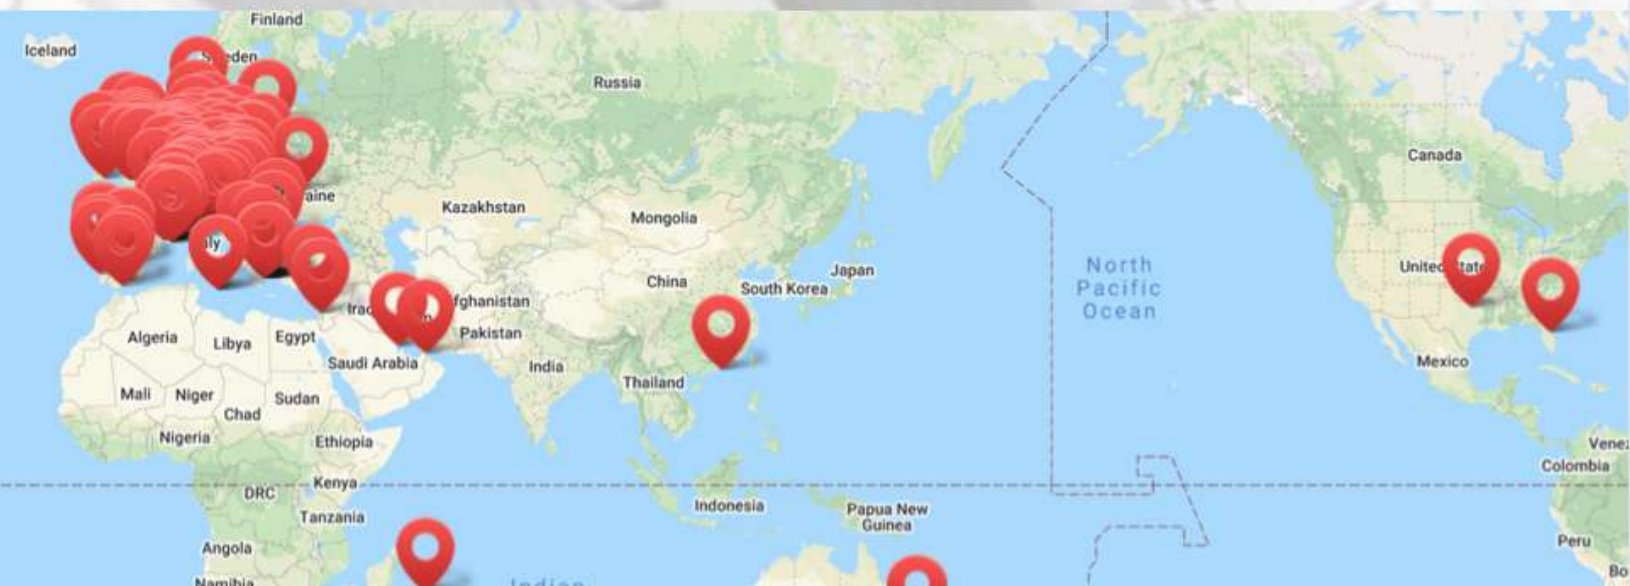 Finland
Iceland
Russia
Canada
Kazakhstan
Mongolia
North
Pacific
Ocean
United
China
Japan
South Korea
Pakistan
Algeria
Libya
Egypt
Saudi Arabia
India
Mexico
Thailand
Mali
Niger
Sudan
Chad
Nigeria
Ethiopia
Colombia
Kenya
DRC
Indonesia
Papua New
Guinea
Tanzania
Peru
Angola